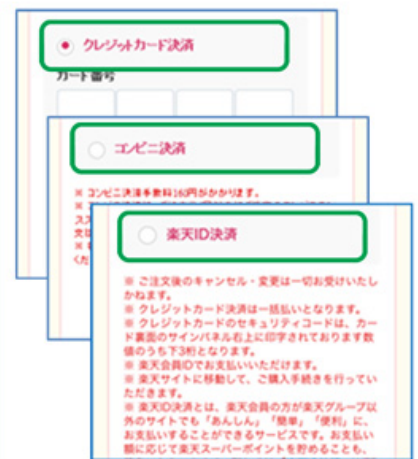 クレジットカード決済
カード番号
コンビニ決済
※ コンビニ決済手数料160円がかかります。
※
楽天ID決済
※ ご注文後のキャンセル・変更は一切お受けいたし
かねます。
※ クレジットカード決済は一括払いとなります。
※ クレジットカードのセキュリティコードは、カー
ド裏面のサインパネル右上に印字されております数
値のうち下3桁となります。
※ 楽天会員IDでお支払いいただけます。
※ 楽天サイトに移動して、ご購入手続きを行ってい
ただきます。
※ 楽天ID決済とは、楽天会員の方が楽天グループ以
外のサイトでも「あんしん」「簡単」「便利」に、
お支払いすることができるサービスです。お支払い
額に応じて楽天スーパーポイントを貯めることも、